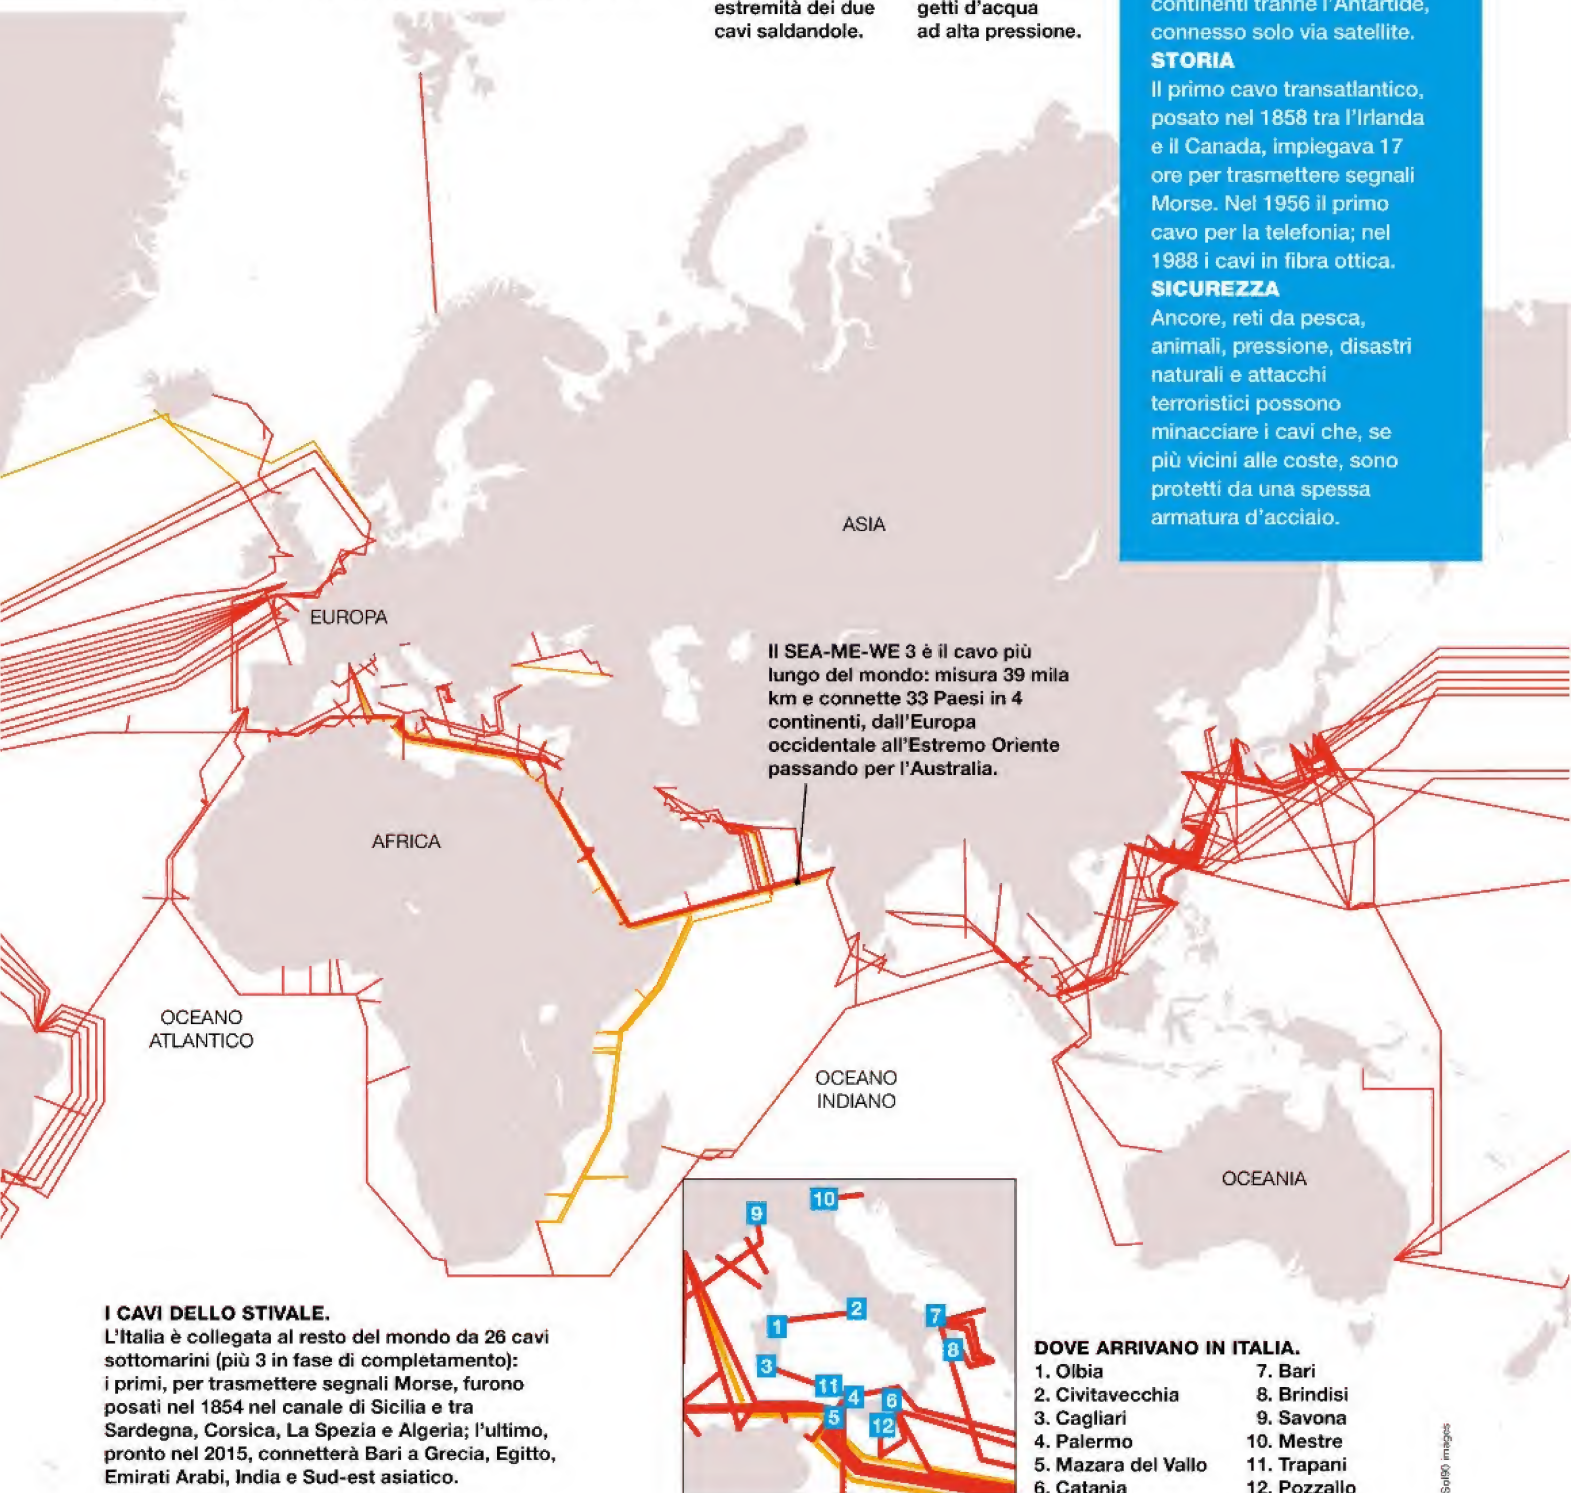 estremità dei due
cavi saldandole.
getti d'acqua
ad alta pressione.
continenti tranne l'Antartide,
connesso solo via satellite.
STORIA
Il primo cavo transatlantico,
posato nel 1858 tra l'Irlanda
e il Canada, impiegava 17
ore per trasmettere segnali
Morse. Nel 1956 il primo
cavo per la telefonia; nel
1988 i cavi in fibra ottica.
SICUREZZA
Ancore, reti da pesca,
animali, pressione, disastri
naturali e attacchi
terroristici possono
minacciare i cavi che, se
più vicini alle coste, sono
protetti da una spessa
armatura d'acciaio.
ASIA
EUROPA
Il SEA-ME-WE 3 è il cavo più
lungo del mondo: misura 39 mila
km e connette 33 Paesi in 4
continenti, dall'Europa
occidentale all'Estremo Oriente
passando per l'Australia.
AFRICA
OCEANO
ATLANTICO
OCEANO
INDIANO
OCEANIA
I CAVI DELLO STIVALE.
L'Italia è collegata al resto del mondo da 26 cavi
sottomarini (più 3 in fase di completamento):
i primi, per trasmettere segnali Morse, furono
posati nel 1854 nel canale di Sicilia e tra
Sardegna, Corsica, La Spezia e Algeria; l'ultimo,
pronto nel 2015, connetterà Bari a Grecia, Egitto,
Emirati Arabi, India e Sud-est asiatico.
10
9
2
1
7
8
3
11
4
6
5
12
DOVE ARRIVANO IN ITALIA.
1. Olbia
2. Civitavecchia
3. Cagliari
4. Palermo
5. Mazara del Vallo
6. Catania
7. Bari
8. Brindisi
9. Savona
10. Mestre
11. Trapani
12. Pozzallo
Sol90 images